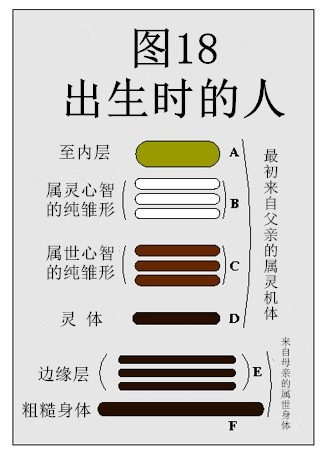 图18
出生时的人
至内层
A
属灵心智
的纯雏形
B
最初来自父亲的属灵机体
属世心智
的纯雏形
C
灵 体
D
边缘层
E
来自母亲的属世身体
粗糙身体
F